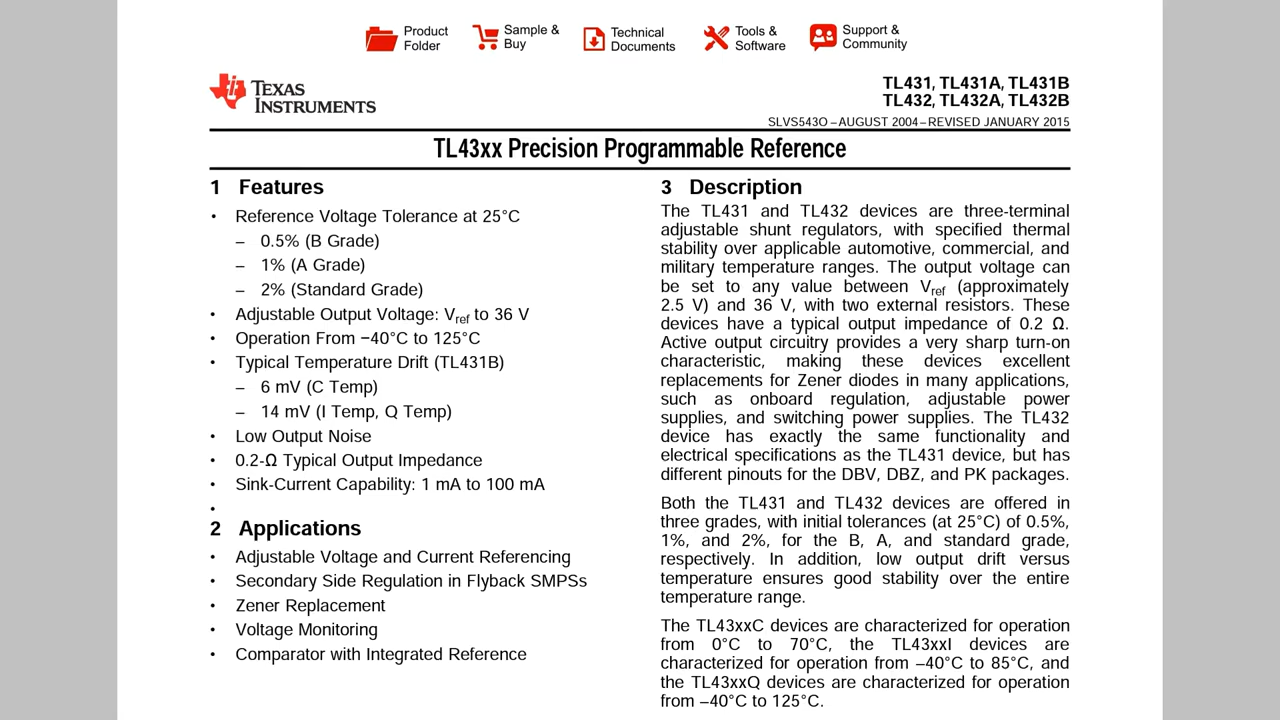 Product
Folder
Sample &
Buy
Technical
Documents
Tools &
Software
Support &
Community
TEXAS
INSTRUMENTS
TL431, TL431A, TL431B
TL432, TL432A, TL432B
SLVS543O – AUGUST 2004 – REVISED JANUARY 2015
TL43xx Precision Programmable Reference
1 Features
• Reference Voltage Tolerance at 25°C
– 0.5% (B Grade)
– 1% (A Grade)
– 2% (Standard Grade)
• Adjustable Output Voltage: Vref to 36 V
• Operation From −40°C to 125°C
• Typical Temperature Drift (TL431B)
– 6 mV (C Temp)
– 14 mV (I Temp, Q Temp)
• Low Output Noise
• 0.2-Ω Typical Output Impedance
• Sink-Current Capability: 1 mA to 100 mA
•
2 Applications
• Adjustable Voltage and Current Referencing
• Secondary Side Regulation in Flyback SMPSs
• Zener Replacement
• Voltage Monitoring
• Comparator with Integrated Reference
3 Description
The TL431 and TL432 devices are three-terminal
adjustable shunt regulators, with specified thermal
stability over applicable automotive, commercial, and
military temperature ranges. The output voltage can
be set to any value between Vref (approximately
2.5 V) and 36 V, with two external resistors. These
devices have a typical output impedance of 0.2 Ω.
Active output circuitry provides a very sharp turn-on
characteristic, making these devices excellent
replacements for Zener diodes in many applications,
such as onboard regulation, adjustable power
supplies, and switching power supplies. The TL432
device has exactly the same functionality and
electrical specifications as the TL431 device, but has
different pinouts for the DBV, DBZ, and PK packages.
Both the TL431 and TL432 devices are offered in
three grades, with initial tolerances (at 25°C) of 0.5%,
1%, and 2%, for the B, A, and standard grade,
respectively. In addition, low output drift versus
temperature ensures good stability over the entire
temperature range.
The TL43xxC devices are characterized for operation
from 0°C to 70°C, the TL43xxI devices are
characterized for operation from –40°C to 85°C, and
the TL43xxQ devices are characterized for operation
from –40°C to 125°C.